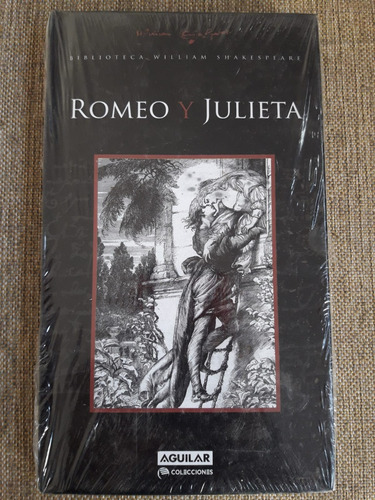 BIBLIOTECA WILLIAM SHAKESPEARE
ROMEO Y JULIETA
AGUILAR
COLECCIONES